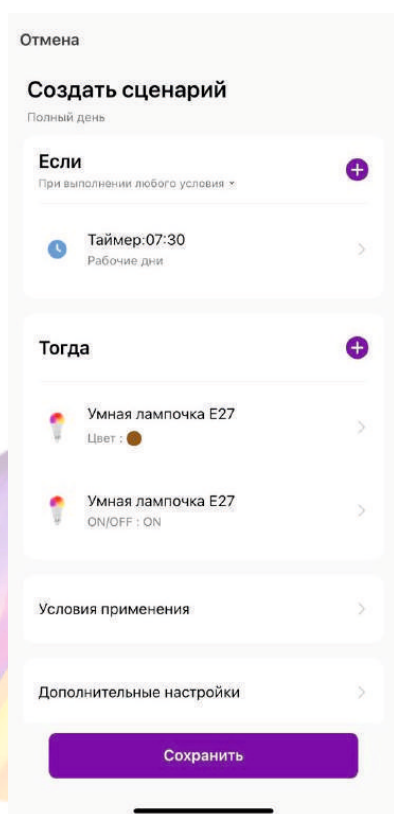 Отмена
Создать сценарий
Полный день
Если
При выполнении любого условия
Таймер:07:30
Рабочие дни
Тогда
Умная лампочка E27
Цвет :
Умная лампочка E27
ON/OFF : ON
Условия применения
Дополнительные настройки
Сохранить